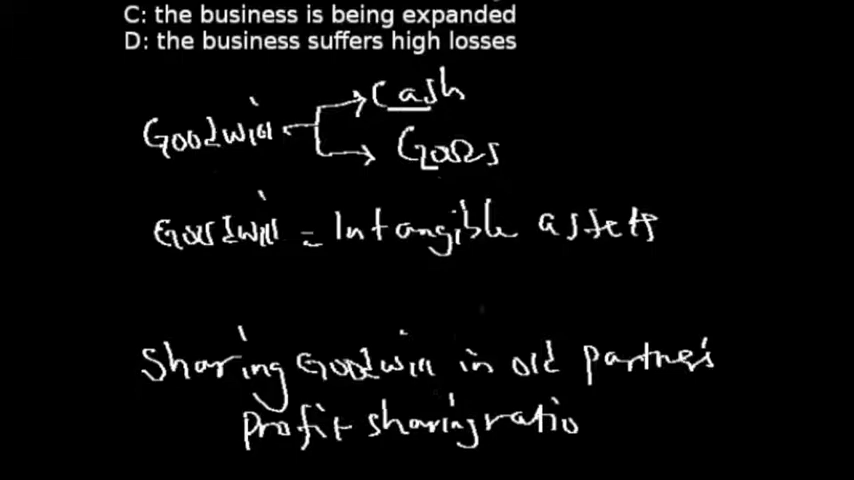 C: the business is being expanded
D: the business suffers high losses
Goodwill Cash
Goods
Goodwill = Intangible assets
Sharing Goodwill in old partner's
Profit sharing ratio